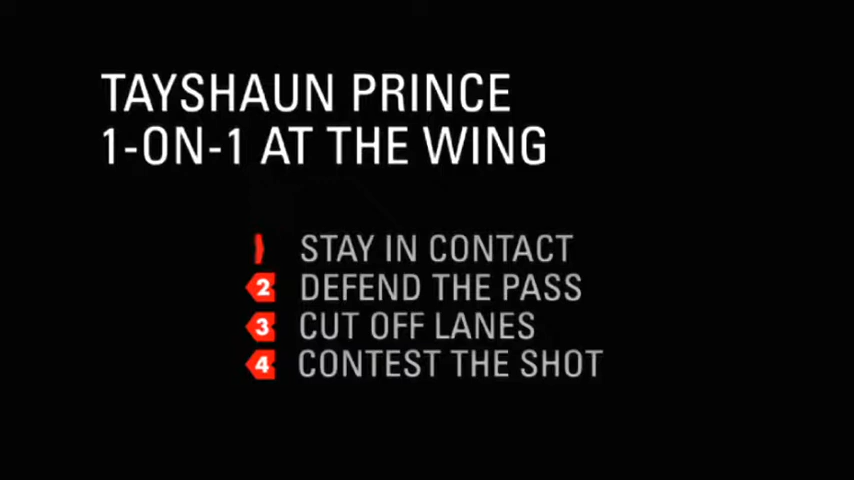 TAYSHAUN PRINCE
1-ON-1 AT THE WING
STAY IN CONTACT
2 DEFEND THE PASS
3 CUT OFF LANES
4 CONTEST THE SHOT